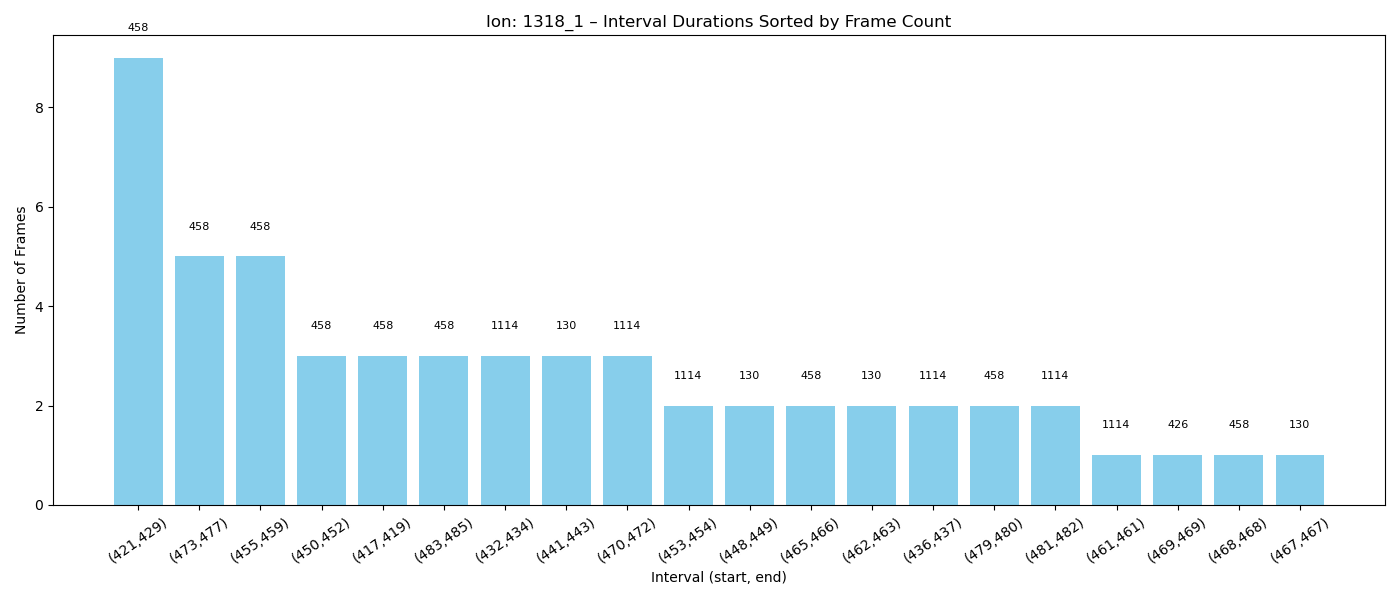 lon: 1318_1 – Interval Durations Sorted by Frame Count
458
458 458
458 458 458 1114 130 1114
1114 130 458 130 1114 458 1114
1114 426 458 130
Number of Frames
8
6
4
2
0
(421,429) (473,477) (455,459) (450,452) (417,419) (483,485) (432,434) (441,443) (470,472) (453,454) (448,449) (465,466) (462,463) (436,437) (479,480) (481,482) (461,461) (469,469) (468,468) (467,467)
Interval (start, end)